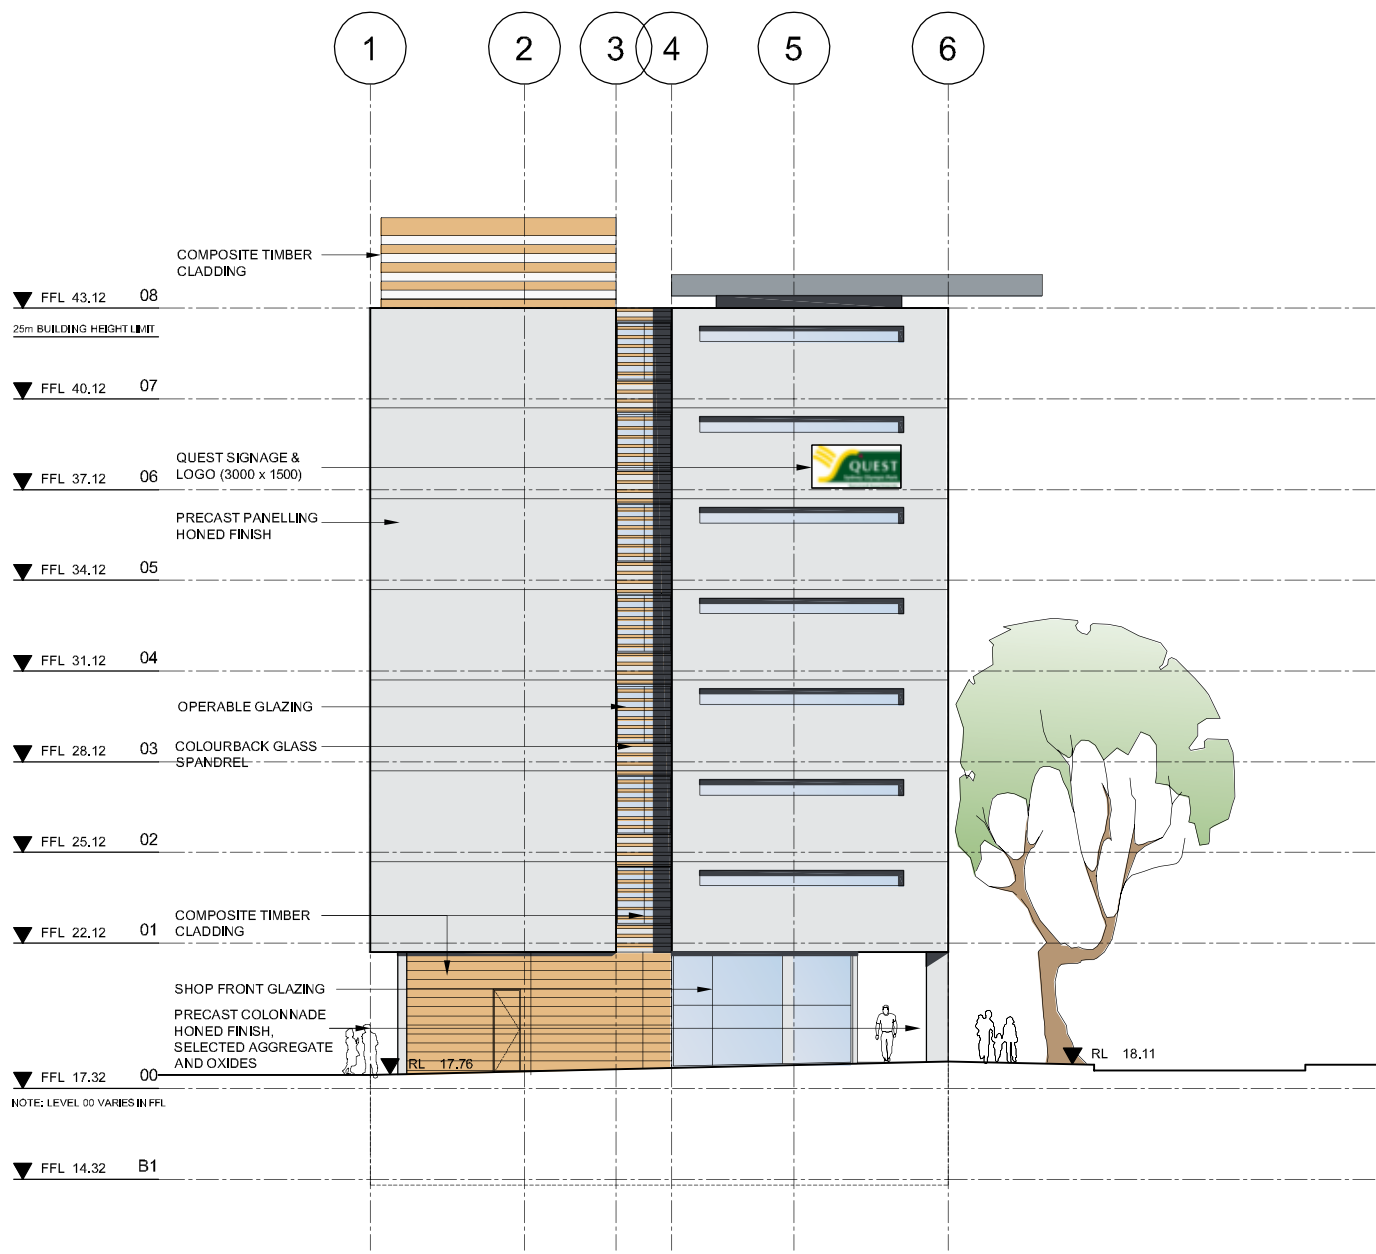 1 2 3 4 5 6
COMPOSITE TIMBER
CLADDING
FFL 43.12 08
25m BUILDING HEIGHT LIMIT
FFL 40.12 07
QUEST SIGNAGE &
LOGO (3000 x 1500)
QUEST
Sydney Olympic Park
FFL 37.12 06
PRECAST PANELLING
HONED FINISH
FFL 34.12 05
FFL 31.12 04
OPERABLE GLAZING
FFL 28.12 03
COLOURBACK GLASS
SPANDREL
FFL 25.12 02
COMPOSITE TIMBER
CLADDING
FFL 22.12 01
SHOP FRONT GLAZING
PRECAST COLONNADE
HONED FINISH,
SELECTED AGGREGATE
AND OXIDES
RL 17.76
RL 18.11
FFL 17.32 00
NOTE: LEVEL 00 VARIES IN FFL
FFL 14.32 B1